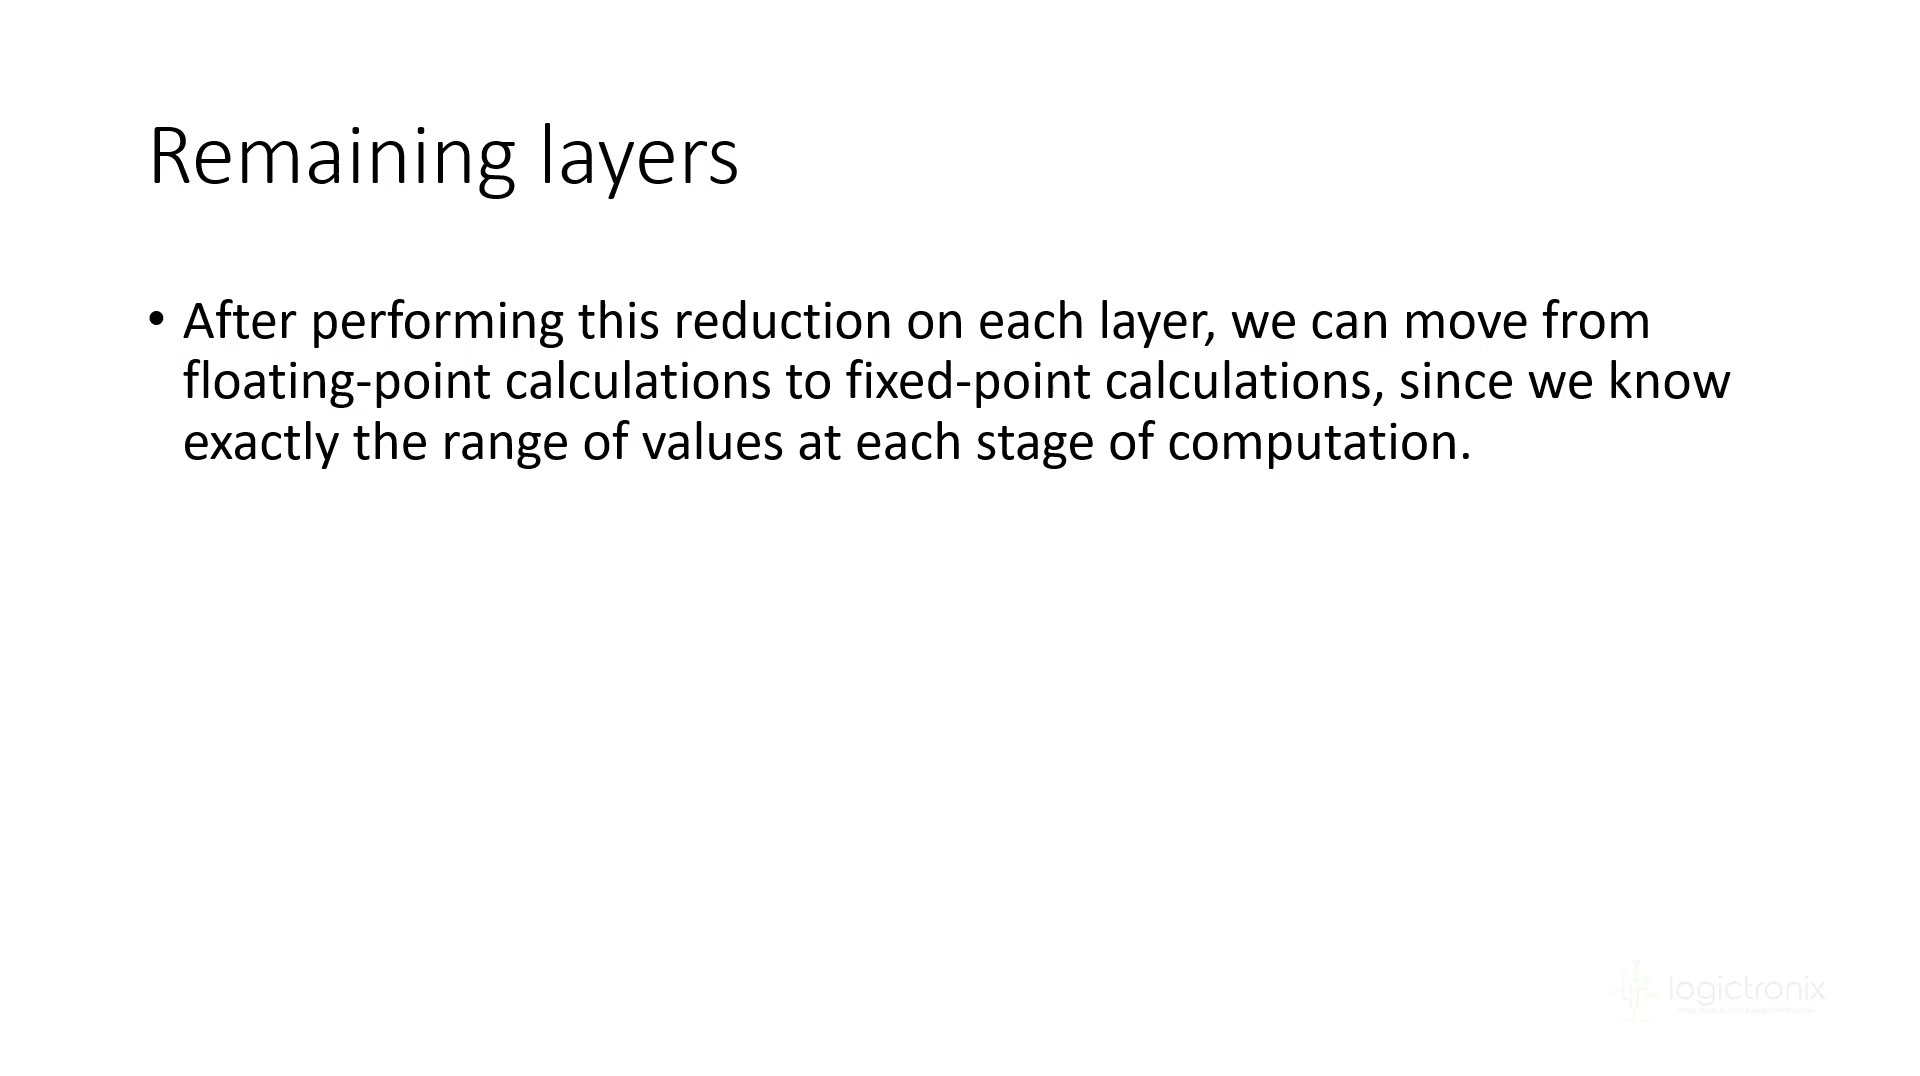 Remaining layers
• After performing this reduction on each layer, we can move from
floating-point calculations to fixed-point calculations, since we know
exactly the range of values at each stage of computation.
logictronix